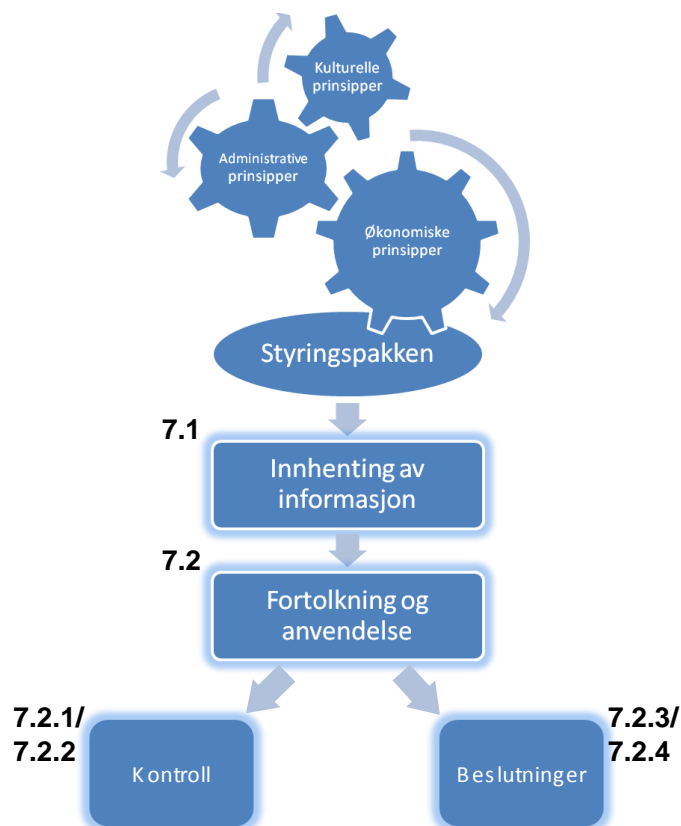 Kulturelle
prinsipper
Administrative
prinsipper
Økonomiske
prinsipper
Styringspakken
7.1
Innhenting av
informasjon
7.2
Fortolkning og
anvendelse
7.2.1/
7.2.2
Kontroll
7.2.3/
7.2.4
Beslutninger